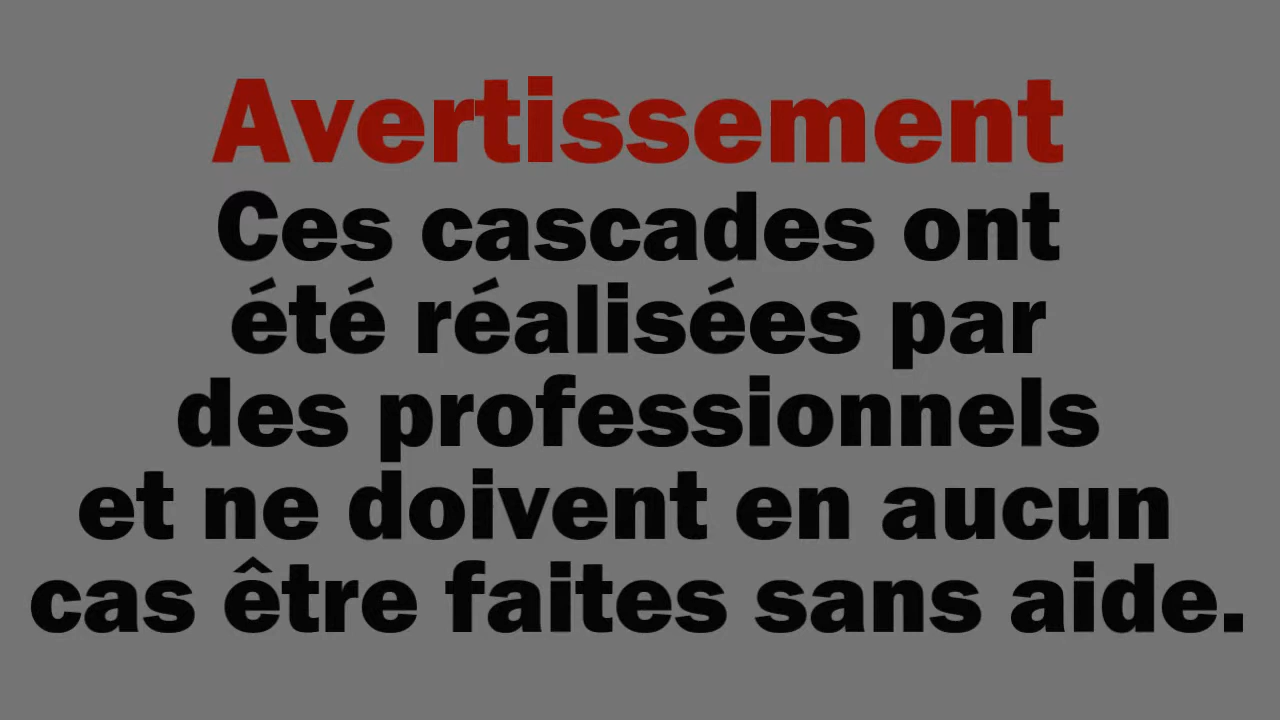 Avertissement
Ces cascades ont
été réalisées par
des professionnels
et ne doivent en aucun
cas être faites sans aide.